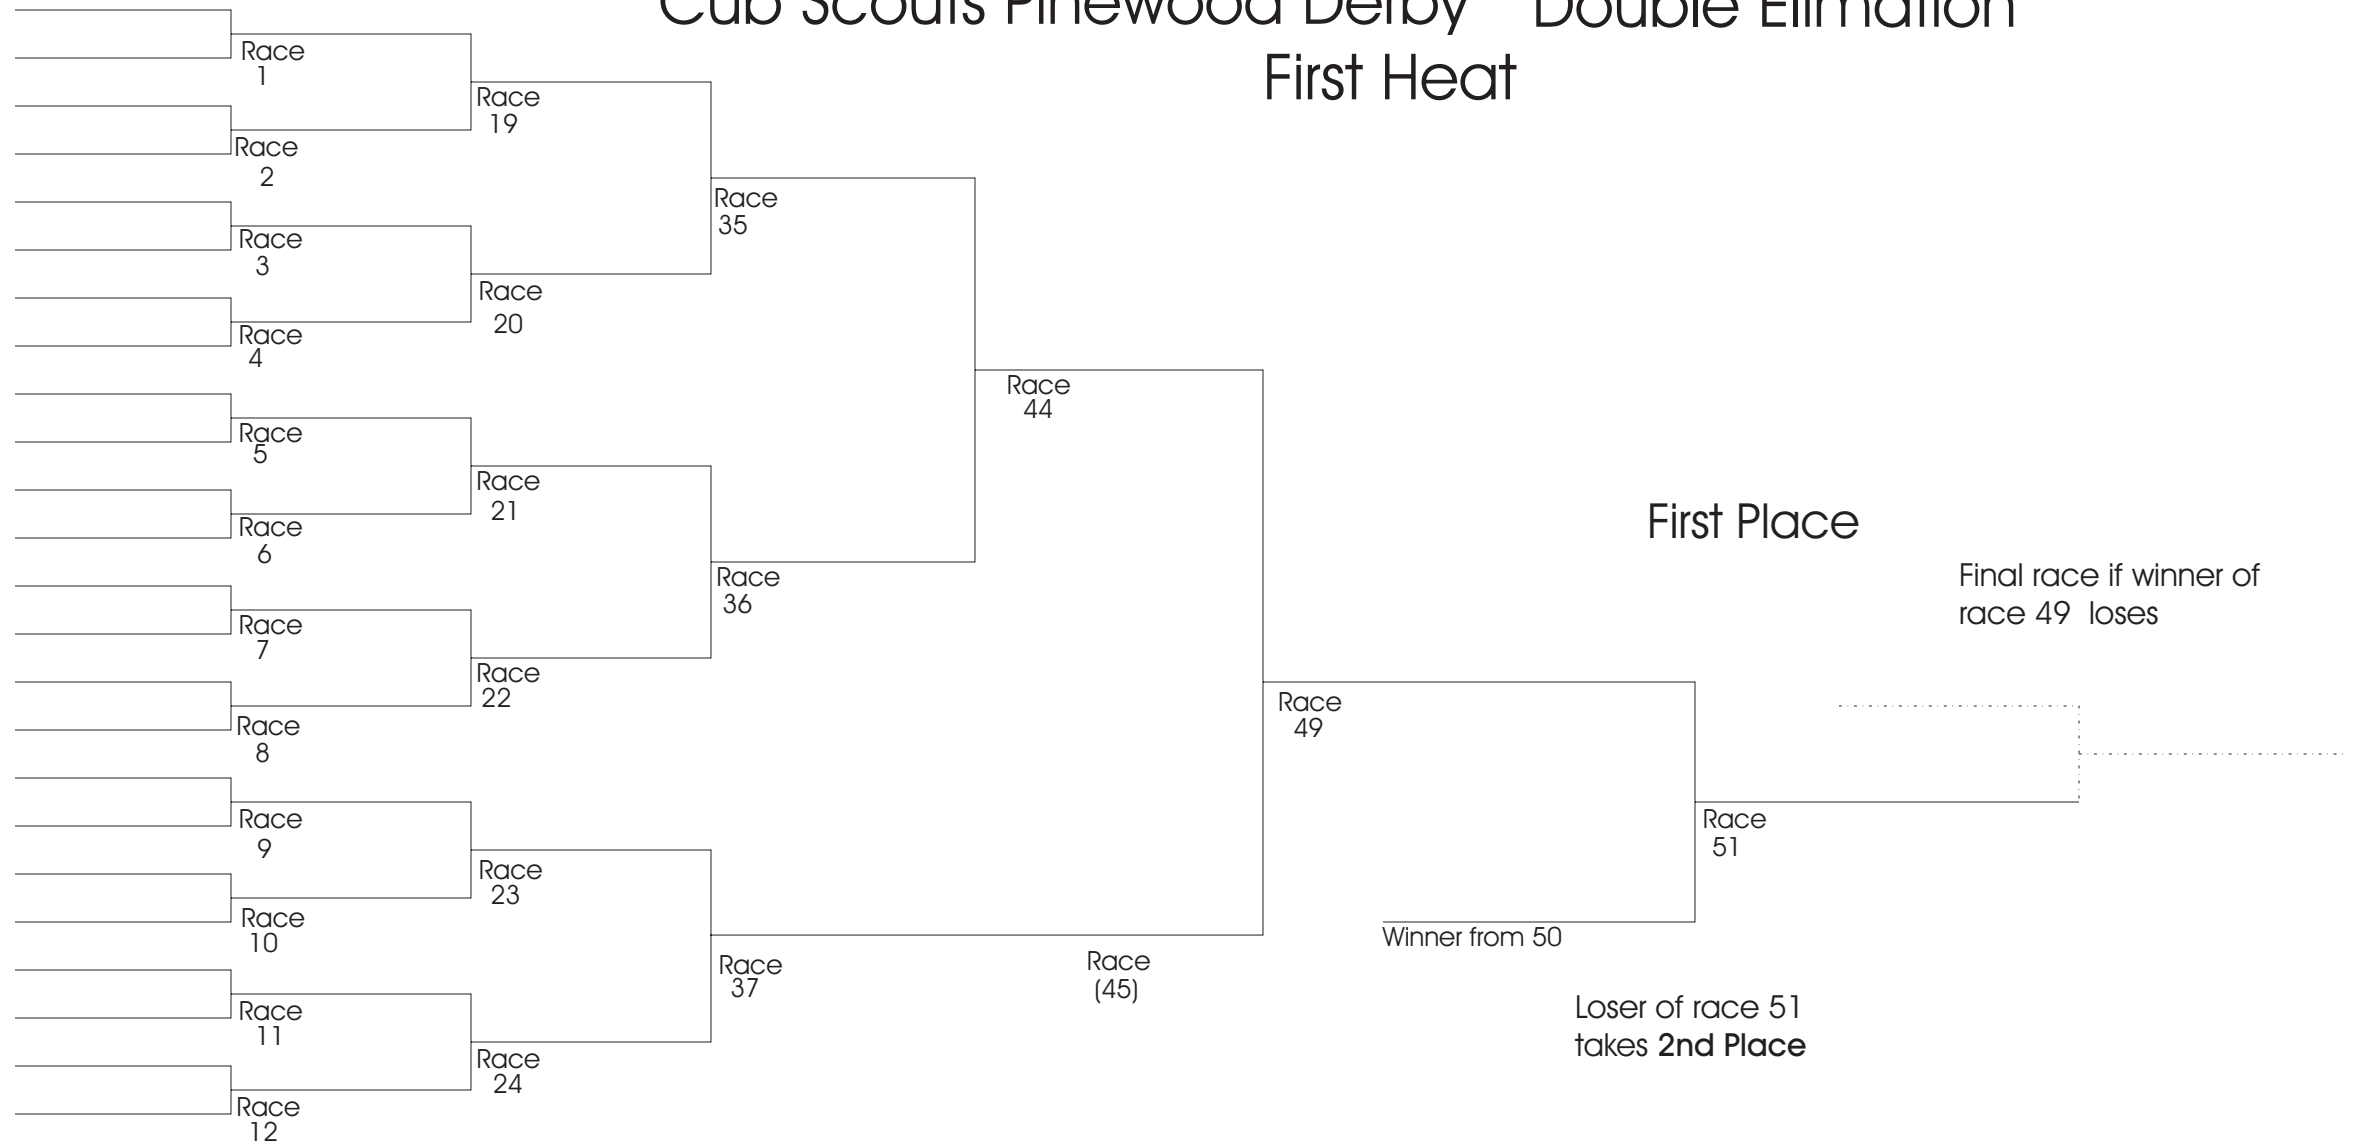 Cub Scouts Pinewood Derby Double Elimation
First Heat
Race
1
Race
2
Race
3
Race
4
Race
5
Race
6
Race
7
Race
8
Race
9
Race
10
Race
11
Race
12
Race
19
Race
20
Race
21
Race
22
Race
23
Race
24
Race
35
Race
36
Race
37
Race
44
Race
(45)
Race
49
Winner from 50
First Place
Final race if winner of
race 49 loses
Race
51
Loser of race 51
takes 2nd Place